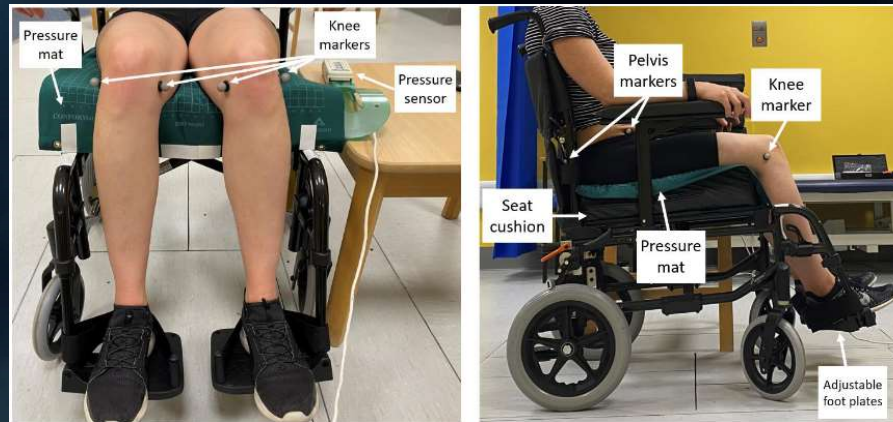 Pressure
mat
Knee
markers
Pressure
sensor
Pelvis
markers
Knee
marker
Seat
cushion
Pressure
mat
Adjustable
foot plates